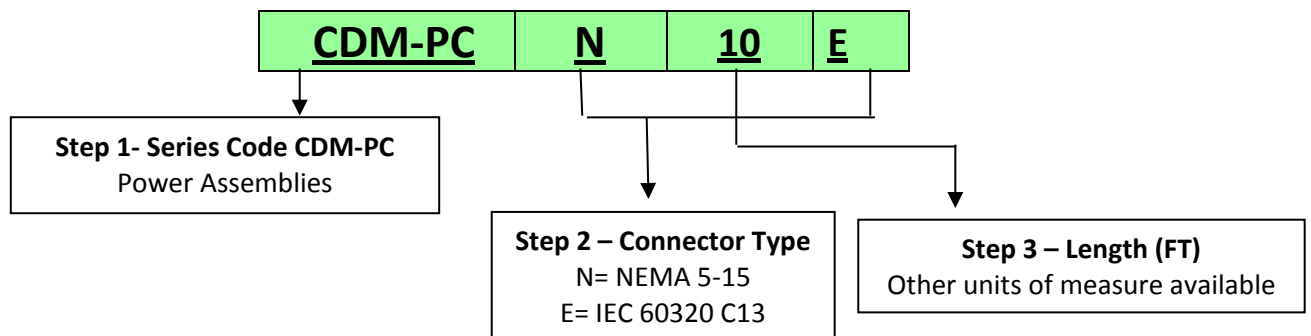 CDM-PC N 10 E
Step 1- Series Code CDM-PC
Power Assemblies
Step 2 – Connector Type
N= NEMA 5-15
E= IEC 60320 C13
Step 3 – Length (FT)
Other units of measure available